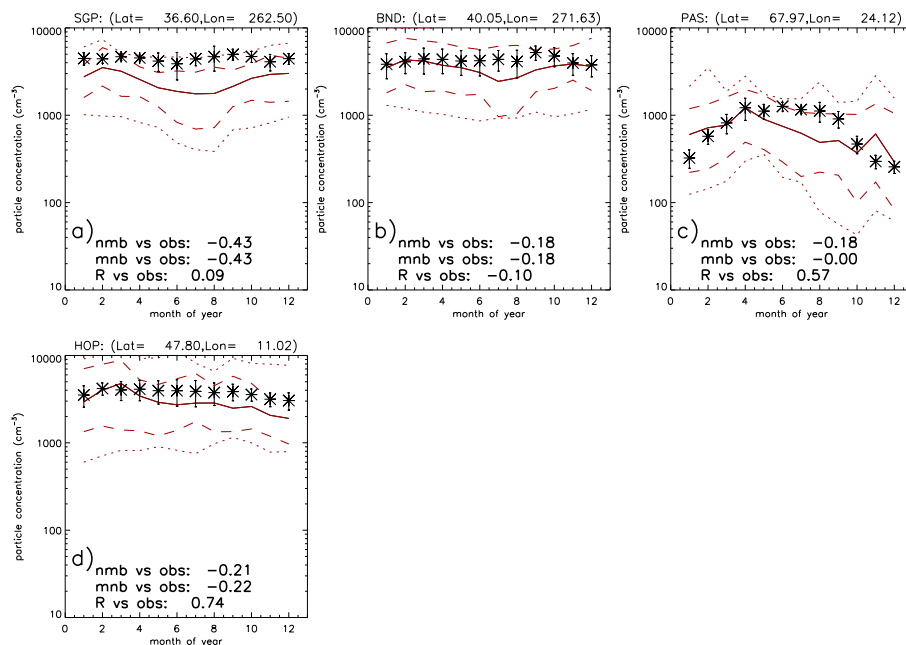 SGP: (Lat= 36.60,Lon= 262.50)
10000
1000
100
10
particle concentration (cm⁻³)
a)
nmb vs obs: −0.43
mnb vs obs: −0.43
R vs obs: 0.09
0 2 4 6 8 10 12
month of year
BND: (Lat= 40.05,Lon= 271.63)
10000
1000
100
10
particle concentration (cm⁻³)
b)
nmb vs obs: −0.18
mnb vs obs: −0.18
R vs obs: −0.10
0 2 4 6 8 10 12
month of year
PAS: (Lat= 67.97,Lon= 24.12)
10000
1000
100
10
particle concentration (cm⁻³)
c)
nmb vs obs: −0.18
mnb vs obs: −0.00
R vs obs: 0.57
0 2 4 6 8 10 12
month of year
HOP: (Lat= 47.80,Lon= 11.02)
10000
1000
100
10
particle concentration (cm⁻³)
d)
nmb vs obs: −0.21
mnb vs obs: −0.22
R vs obs: 0.74
0 2 4 6 8 10 12
month of year